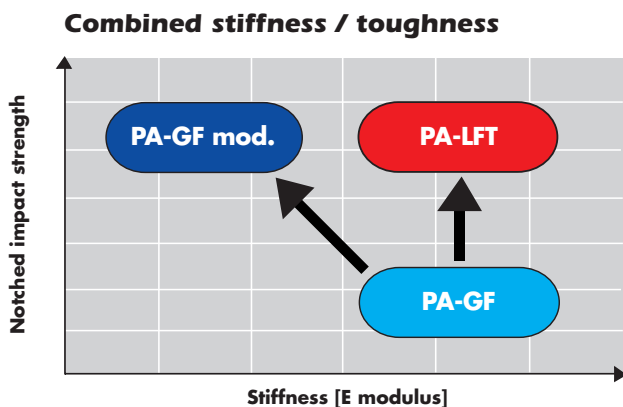 Combined stiffness / toughness
Notched impact strength
PA-GF mod.
PA-LFT
PA-GF
Stiffness [E modulus]